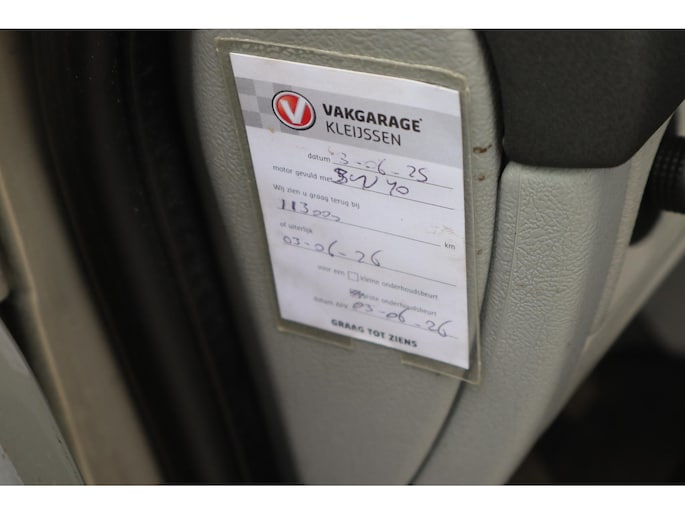 V VAKGARAGE
KLEIJSSEN
datum 3-06-25
motor gevuld met 5W40
Wij zien u graag terug bij
113000 km
of uiterlijk
03-06-26
voor een kleine onderhoudsbeurt
grote onderhoudsbeurt
datum APK 03-06-26
GRAAG TOT ZIENS